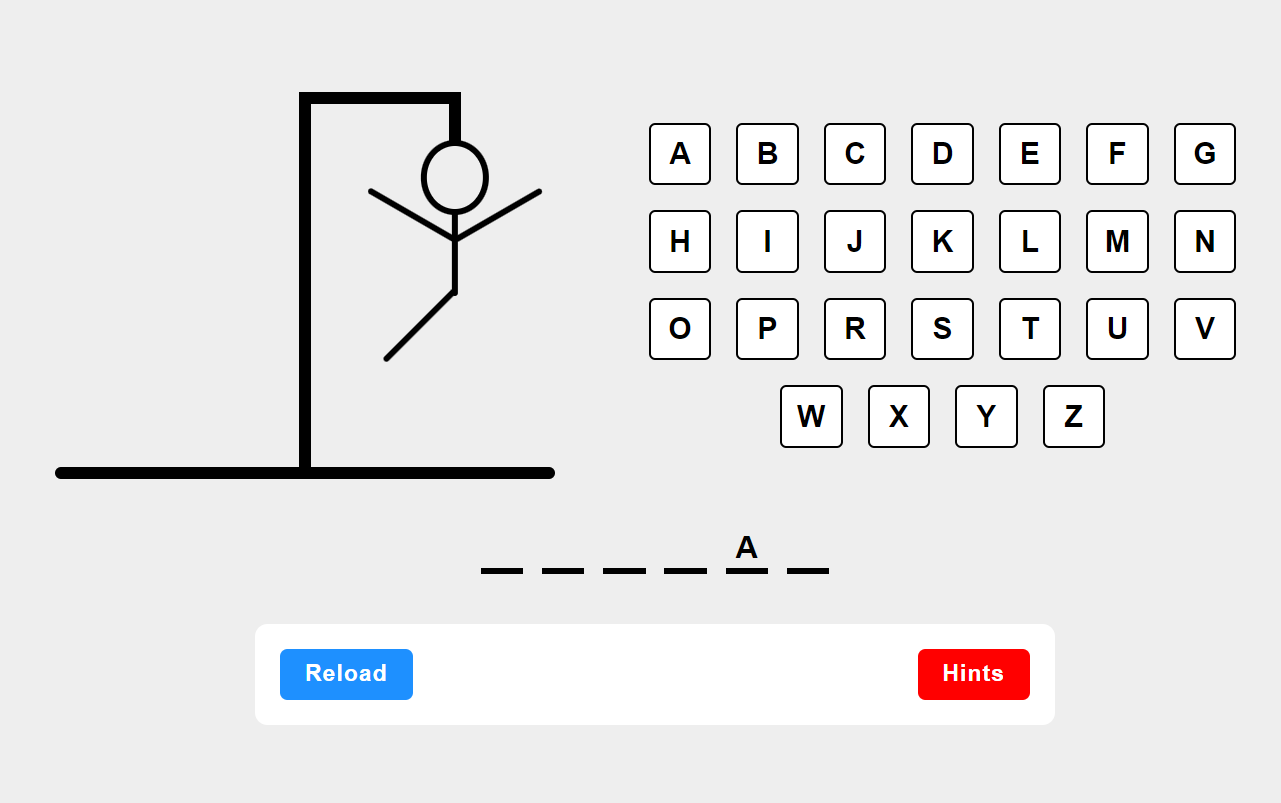 A B C D E F G
H I J K L M N
O P R S T U V
W X Y Z
A
Reload Hints